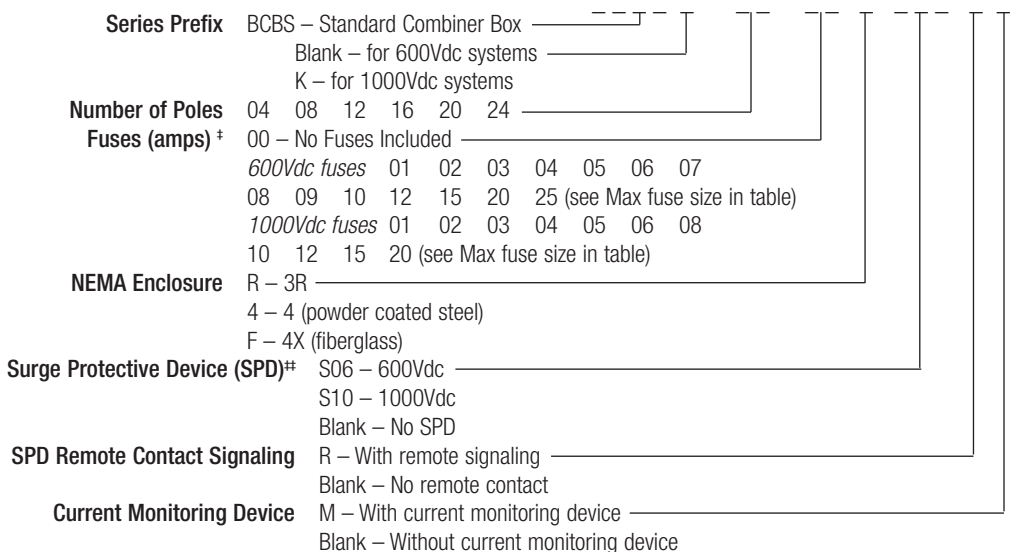 Series Prefix BCBS – Standard Combiner Box
Blank – for 600Vdc systems
K – for 1000Vdc systems
Number of Poles 04 08 12 16 20 24
Fuses (amps) ‡ 00 – No Fuses Included
600Vdc fuses 01 02 03 04 05 06 07
08 09 10 12 15 20 25 (see Max fuse size in table)
1000Vdc fuses 01 02 03 04 05 06 08
10 12 15 20 (see Max fuse size in table)
NEMA Enclosure R – 3R
4 – 4 (powder coated steel)
F – 4X (fiberglass)
Surge Protective Device (SPD)‡‡ S06 – 600Vdc
S10 – 1000Vdc
Blank – No SPD
SPD Remote Contact Signaling R – With remote signaling
Blank – No remote contact
Current Monitoring Device M – With current monitoring device
Blank – Without current monitoring device